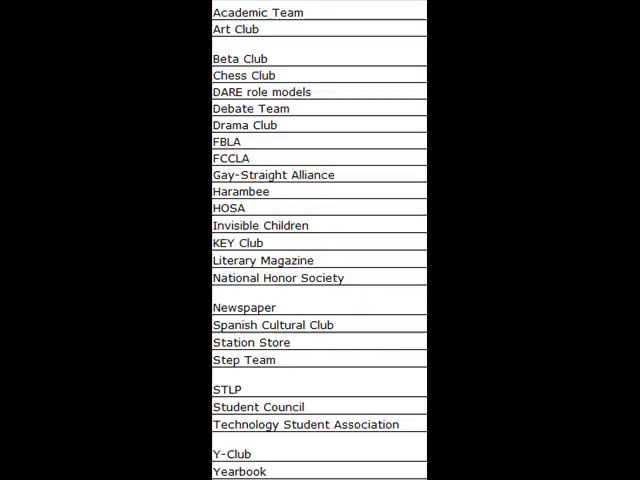 Academic Team
Art Club
Beta Club
Chess Club
DARE role models
Debate Team
Drama Club
FBLA
FCCLA
Gay-Straight Alliance
Harambee
HOSA
Invisible Children
KEY Club
Literary Magazine
National Honor Society
Newspaper
Spanish Cultural Club
Station Store
Step Team
STLP
Student Council
Technology Student Association
Y-Club
Yearbook